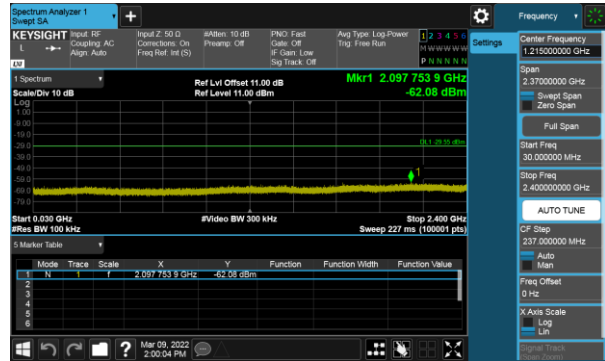 Spectrum Analyzer 1
Swept SA
Frequency
KEYSIGHT
L
Input: RF
Coupling: AC
Align: Auto
Input Z: 50 Ω
Corrections: On
Freq Ref: Int (S)
#Atten: 10 dB
Preamp: Off
PNO: Fast
Gate: Off
IF Gain: Low
Sig Track: Off
Avg Type: Log-Power
Trig: Free Run
1 2 3 4 5 6
M W W W W W
P N N N N N
LXI
1 Spectrum
Scale/Div 10 dB
Ref Lvl Offset 11.00 dB
Ref Level 11.00 dBm
Mkr1 2.097 753 9 GHz
-62.08 dBm
Log
1.00
-9.00
-19.0
-29.0
-39.0
-49.0
-59.0
-69.0
-79.0
DL1 -29.55 dBm
1
Start 0.030 GHz
#Res BW 100 kHz
#Video BW 300 kHz
Stop 2.400 GHz
Sweep 227 ms (100001 pts)
5 Marker Table
Mode Trace Scale X Y Function Function Width Function Value
1 N 1 f 2.097 753 9 GHz -62.08 dBm
2
3
4
5
6
Mar 09, 2022
2:00:04 PM
Settings
Center Frequency
1.215000000 GHz
Span
2.37000000 GHz
Swept Span
Zero Span
Full Span
Start Freq
30.000000 MHz
Stop Freq
2.400000000 GHz
AUTO TUNE
CF Step
237.000000 MHz
Auto
Man
Freq Offset
0 Hz
X Axis Scale
Log
Lin
Signal Track
(Span Zoom)